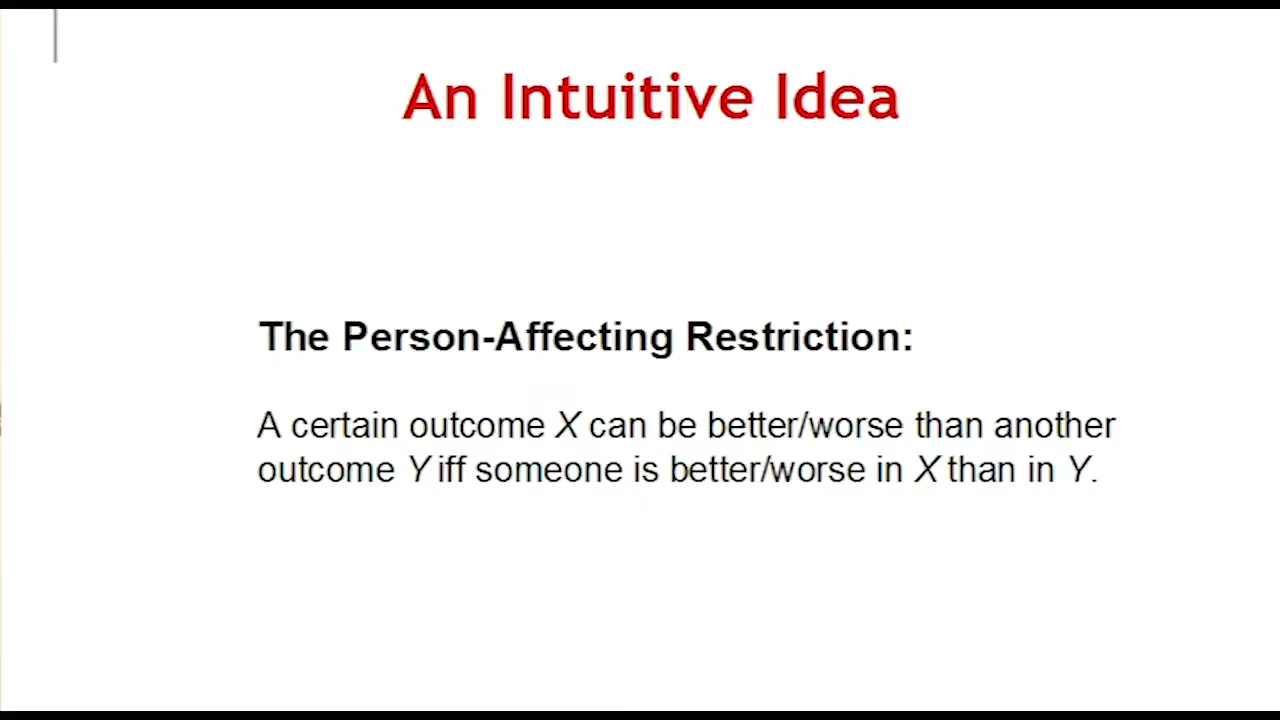 An Intuitive Idea
The Person-Affecting Restriction:
A certain outcome X can be better/worse than another
outcome Y iff someone is better/worse in X than in Y.